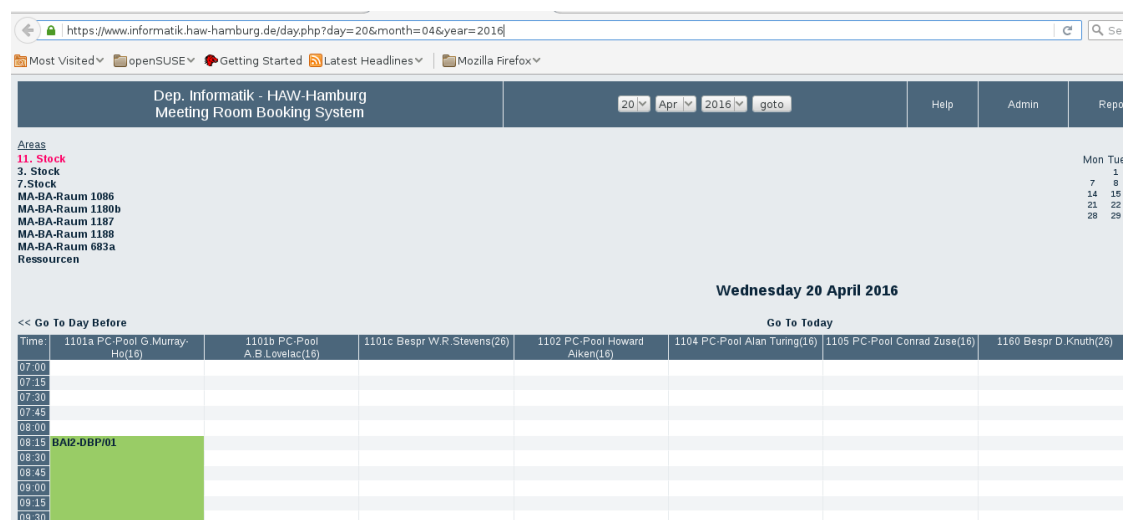 https://www.informatik.haw-hamburg.de/day.php?day=20&month=04&year=2016
Most Visited openSUSE Getting Started Latest Headlines Mozilla Firefox
Dep. Informatik - HAW-Hamburg
Meeting Room Booking System
20 Apr 2016 goto Help Admin
Areas
11. Stock
3. Stock
7.Stock
MA-BA-Raum 1086
MA-BA-Raum 1180b
MA-BA-Raum 1187
MA-BA-Raum 1188
MA-BA-Raum 683a
Ressourcen
Mon Tue
1
7 8
14 15
21 22
28 29
Wednesday 20 April 2016
<< Go To Day Before Go To Today
Time: 1101a PC-Pool G.Murray-Ho(16) 1101b PC-Pool A.B.Lovelac(16) 1101c Bespr W.R.Stevens(26) 1102 PC-Pool Howard Aiken(16) 1104 PC-Pool Alan Turing(16) 1105 PC-Pool Conrad Zuse(16) 1160 Bespr D.Knuth(26)
07:00
07:15
07:30
07:45
08:00
08:15 BAI2-DBP/01
08:30
08:45
09:00
09:15
09:30